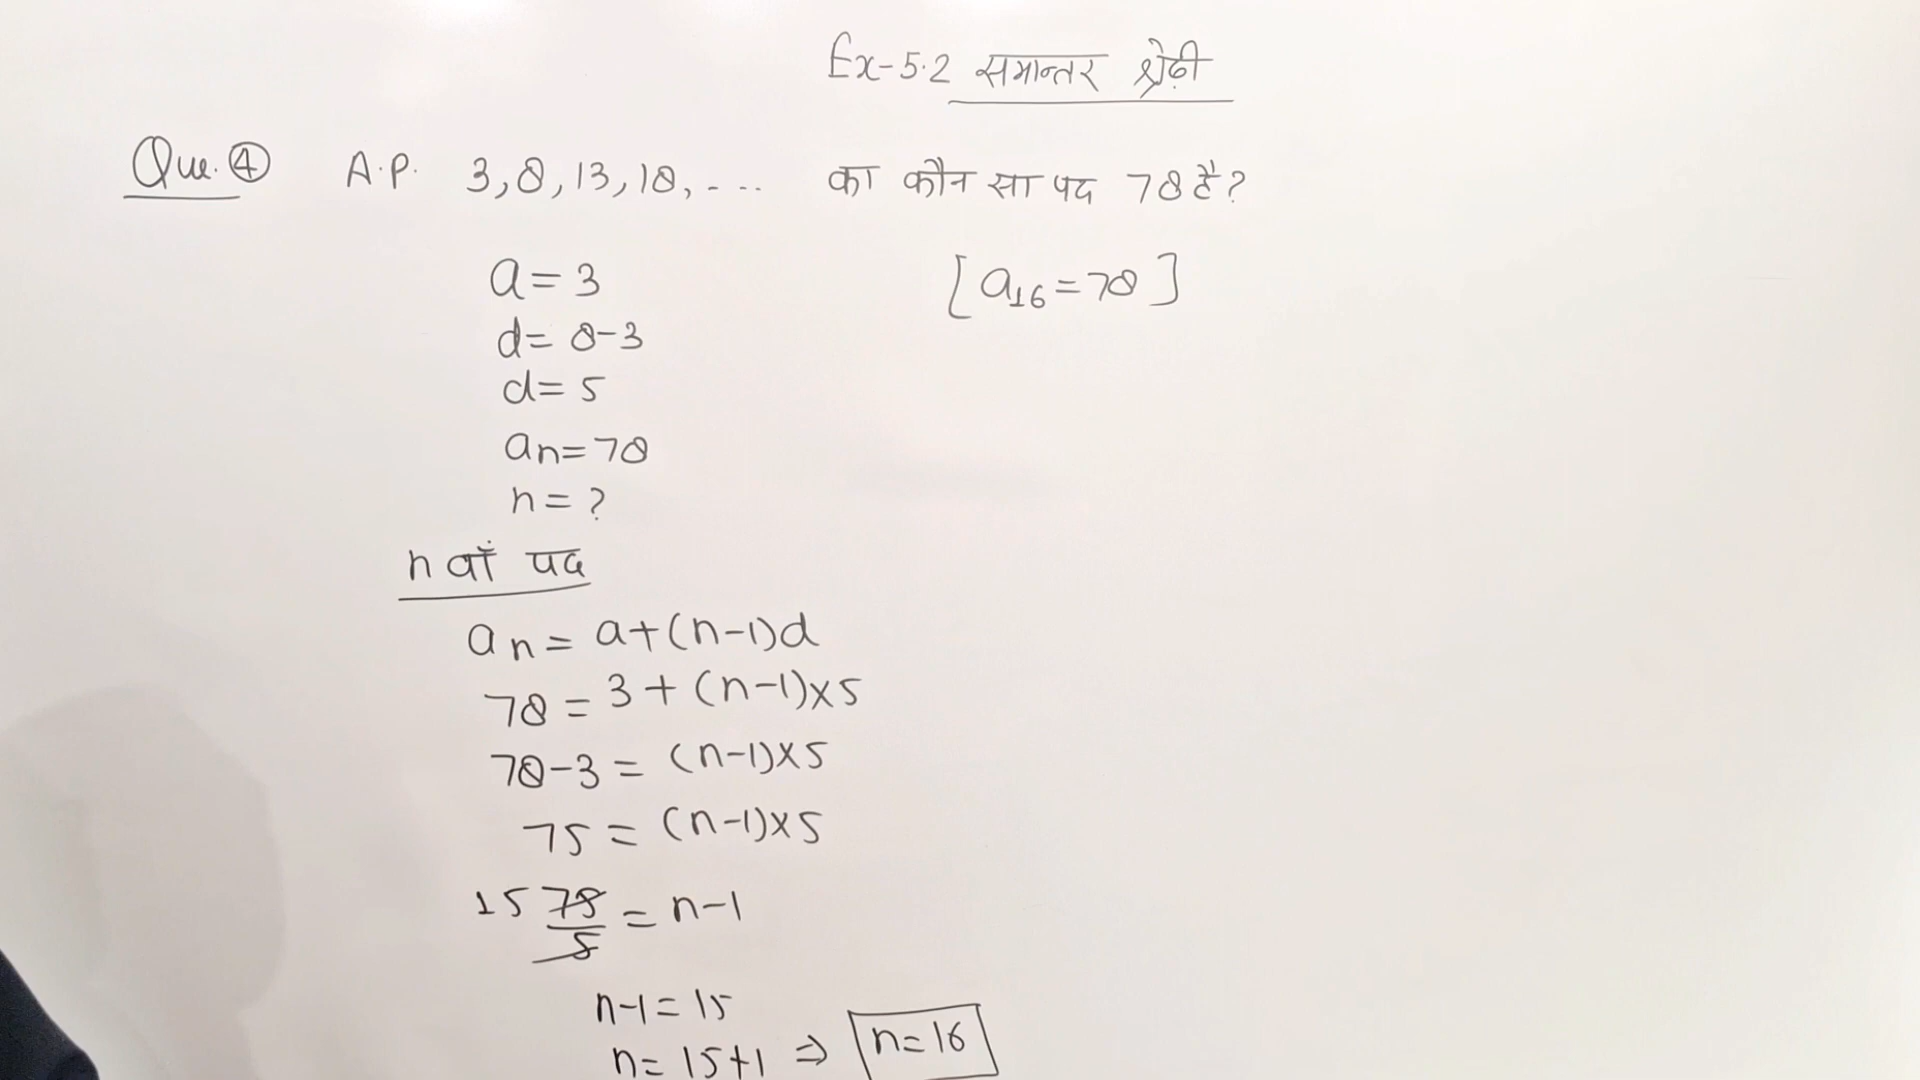 Ex-5.2 समान्तर श्रेढ़ी
Que. ④ A.P. 3, 8, 13, 18, - - - का कौन सा पद 78 है?
a = 3
[a₁₆ = 78]
d = 8-3
d = 5
aₙ = 78
n = ?
n वाँ पद
aₙ = a+(n-1)d
78 = 3 + (n-1)×5
78-3 = (n-1)×5
75 = (n-1)×5
15 75/5 = n-1
n-1 = 15
n = 15+1 ⇒ n = 16